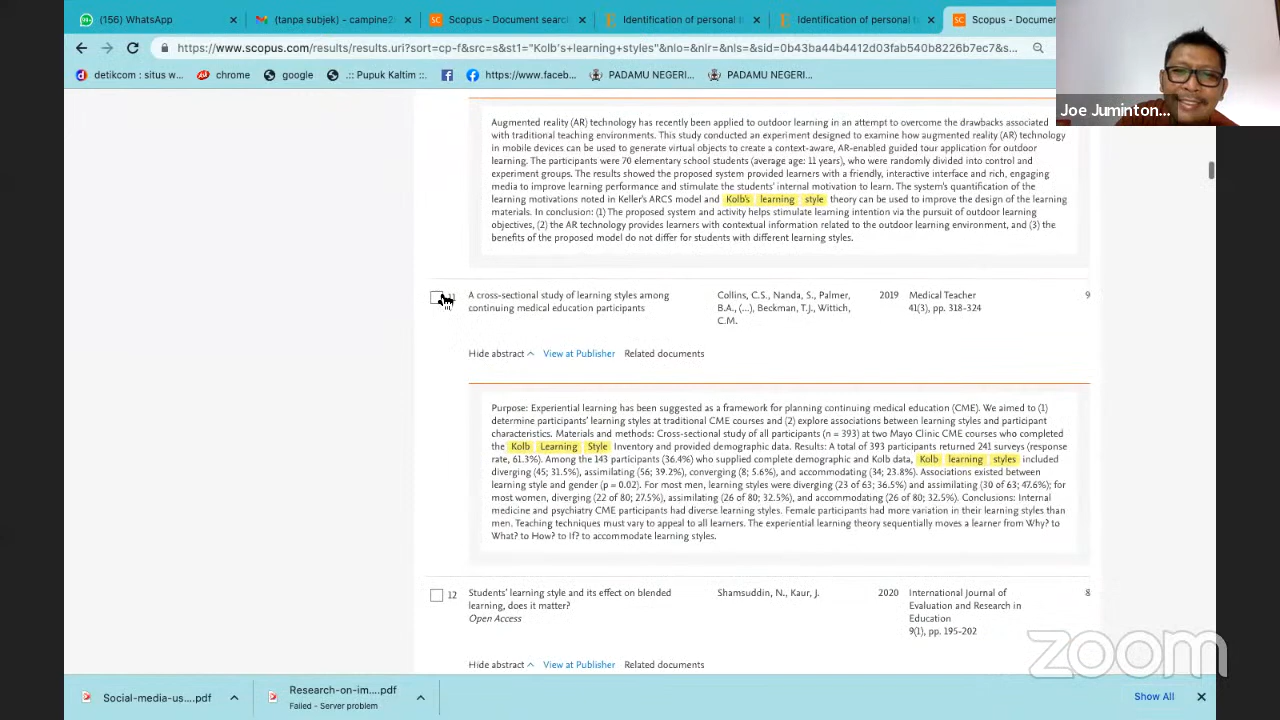 (156) WhatsApp
(tanpa subjek) - campine2
Scopus - Document searc
Identification of personal t
Identification of personal t
Scopus - Docum
https://www.scopus.com/results/results.uri?sort=cp-f&src=s&st1="Kolb's+learning+styles"&nlo=&nlr=&nls=&sid=0b43ba44b4412d03fab540b8226b7ec7&s...
detikcom : situs w...
chrome
google
.:: Pupuk Kaltim ::.
https://www.faceb...
PADAMU NEGERI...
PADAMU NEGERI...
Joe Juminton...
Augmented reality (AR) technology has recently been applied to outdoor learning in an attempt to overcome the drawbacks associated
with traditional teaching environments. This study conducted an experiment designed to examine how augmented reality (AR) technology
in mobile devices can be used to generate virtual objects to create a context-aware, AR-enabled guided tour application for outdoor
learning. The participants were 70 elementary school students (average age: 11 years), who were randomly divided into control and
experiment groups. The results showed the proposed system provided learners with a friendly, interactive interface and rich, engaging
media to improve learning performance and stimulate the students' internal motivation to learn. The system's quantification of the
learning motivations noted in Keller's ARCS model and Kolb's learning style theory can be used to improve the design of the learning
materials. In conclusion: (1) The proposed system and activity helps stimulate learning intention via the pursuit of outdoor learning
objectives, (2) the AR technology provides learners with contextual information related to the outdoor learning environment, and (3) the
benefits of the proposed model do not differ for students with different learning styles.
A cross-sectional study of learning styles among
continuing medical education participants
Collins, C.S., Nanda, S., Palmer,
B.A., (...), Beckman, T.J., Wittich,
C.M.
2019
Medical Teacher
41(3), pp. 318-324
9
Hide abstract
View at Publisher
Related documents
Purpose: Experiential learning has been suggested as a framework for planning continuing medical education (CME). We aimed to (1)
determine participants' learning styles at traditional CME courses and (2) explore associations between learning styles and participant
characteristics. Materials and methods: Cross-sectional study of all participants (n = 393) at two Mayo Clinic CME courses who completed
the Kolb Learning Style Inventory and provided demographic data. Results: A total of 393 participants returned 241 surveys (response
rate, 61.3%). Among the 143 participants (36.4%) who supplied complete demographic and Kolb data, Kolb learning styles included
diverging (45; 31.5%), assimilating (56; 39.2%), converging (8; 5.6%), and accommodating (34; 23.8%). Associations existed between
learning style and gender (p = 0.02). For most men, learning styles were diverging (23 of 63; 36.5%) and assimilating (30 of 63; 47.6%); for
most women, diverging (22 of 80; 27.5%), assimilating (26 of 80; 32.5%), and accommodating (26 of 80; 32.5%). Conclusions: Internal
medicine and psychiatry CME participants had diverse learning styles. Female participants had more variation in their learning styles than
men. Teaching techniques must vary to appeal to all learners. The experiential learning theory sequentially moves a learner from Why? to
What? to How? to If? to accommodate learning styles.
12
Students' learning style and its effect on blended
learning, does it matter?
Open Access
Shamsuddin, N., Kaur, J.
2020
International Journal of
Evaluation and Research in
Education
9(1), pp. 195-202
8
Hide abstract
View at Publisher
Related documents
zoom
Social-media-us....pdf
Research-on-im....pdf
Failed - Server problem
Show All